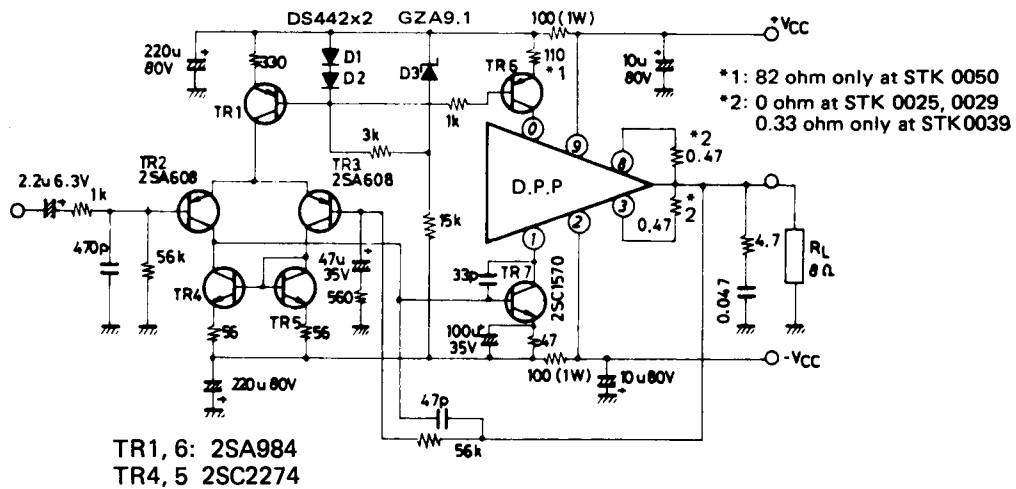 DS442x2 GZA9.1 100 (1W)
+Vcc
220u
80V
330
D1
D2
D3
TR6
110
*1
10u
80V
*1: 82 ohm only at STK 0050
*2: 0 ohm at STK 0025, 0029
0.33 ohm only at STK0039
TR1
1k
3k
0
9
8
*2
0.47
TR2
2SA608
TR3
2SA608
D.P.P
2.2u 6.3V
1k
3
2
1
0.47
*2
15k
470p
56k
47u
35V
560
33p
TR7
2SC1570
4.7
RL
8Ω
0.047
TR4
TR5
56
56
100u
35V
47
100 (1W)
-Vcc
220u 80V
10u 80V
47p
56k
TR1, 6: 2SA984
TR4, 5 2SC2274